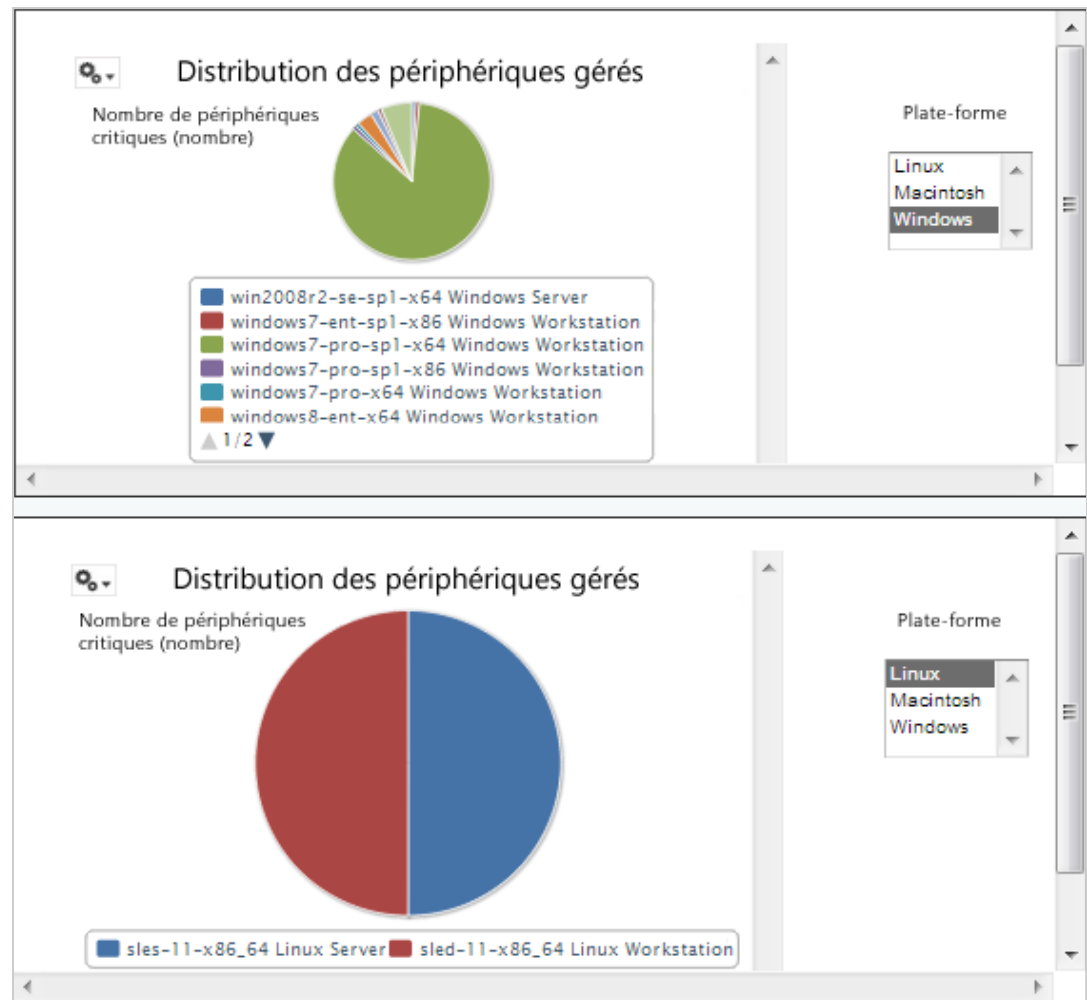 Distribution des périphériques gérés
Nombre de périphériques
critiques (nombre)
Plate-forme
Linux
Macintosh
Windows
win2008r2-se-sp1-x64 Windows Server
windows7-ent-sp1-x86 Windows Workstation
windows7-pro-sp1-x64 Windows Workstation
windows7-pro-sp1-x86 Windows Workstation
windows7-pro-x64 Windows Workstation
windows8-ent-x64 Windows Workstation
1/2
Distribution des périphériques gérés
Nombre de périphériques
critiques (nombre)
Plate-forme
Linux
Macintosh
Windows
sles-11-x86_64 Linux Server sled-11-x86_64 Linux Workstation